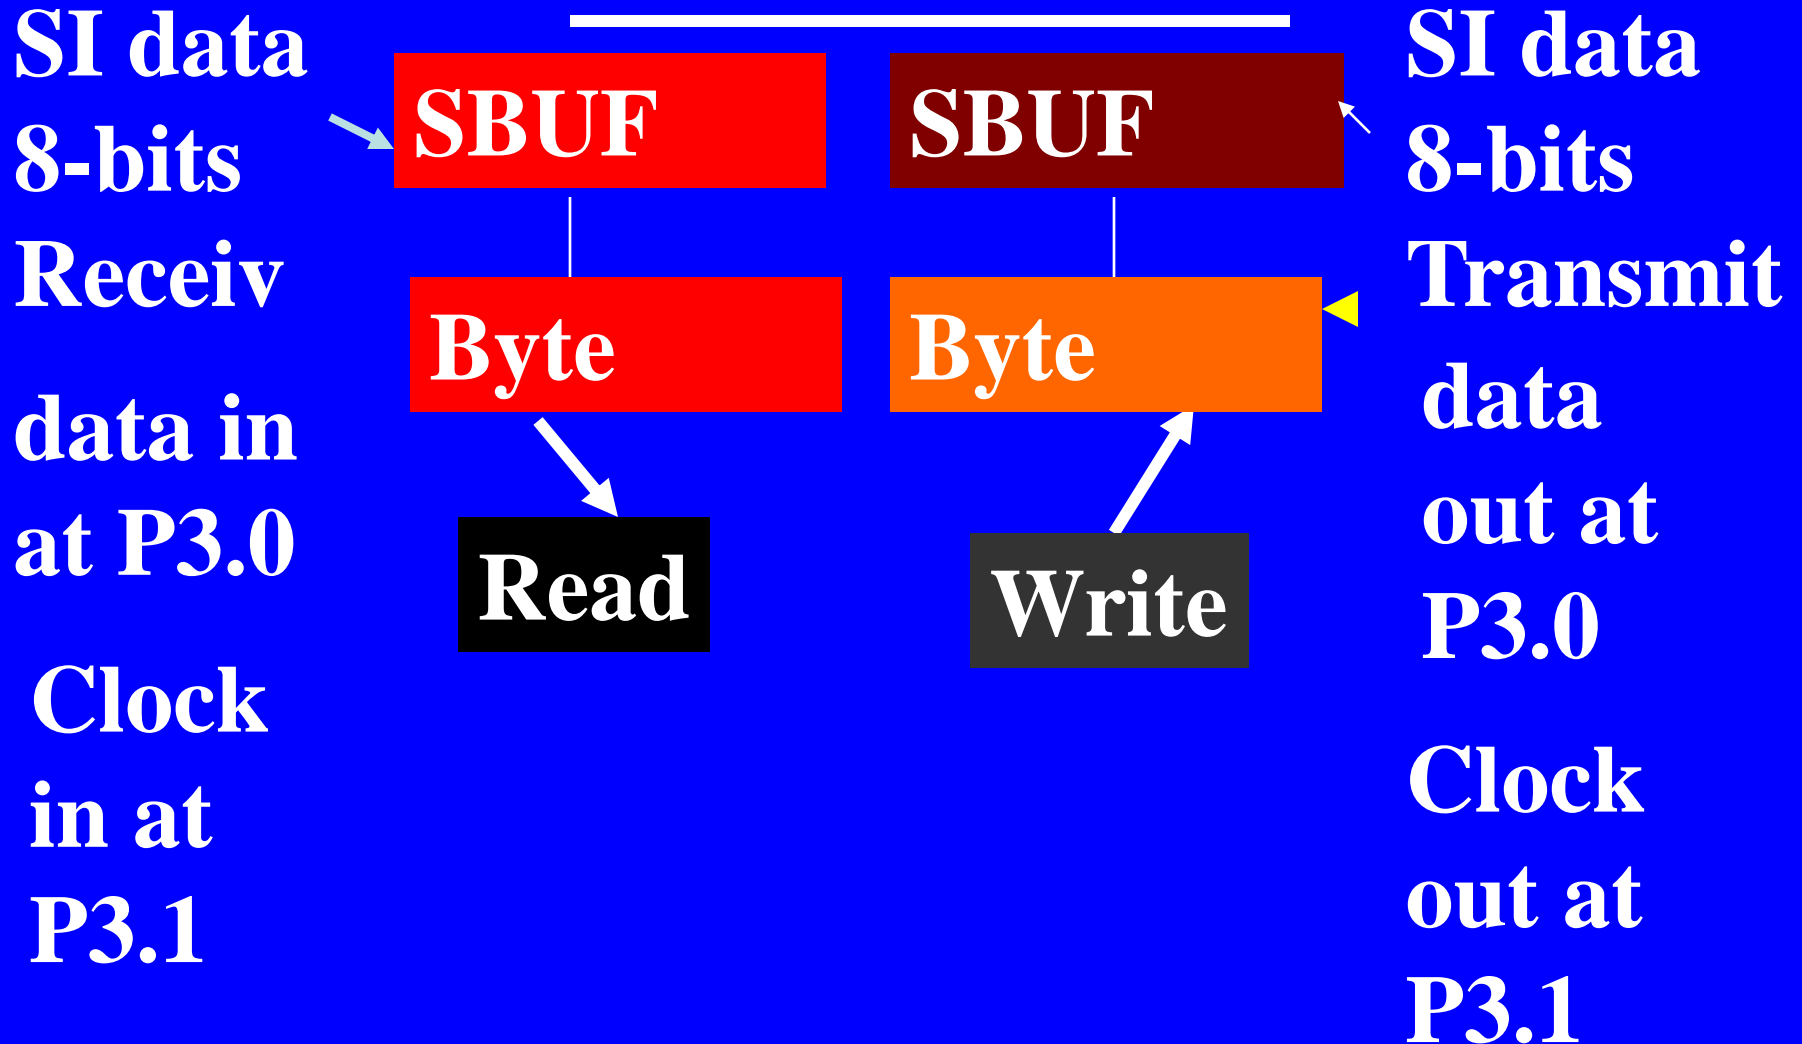 SI data
8-bits
Receiv
data in
at P3.0
Clock
in at
P3.1
SBUF
Byte
Read
SBUF
Byte
Write
SI data
8-bits
Transmit
data
out at
P3.0
Clock
out at
P3.1